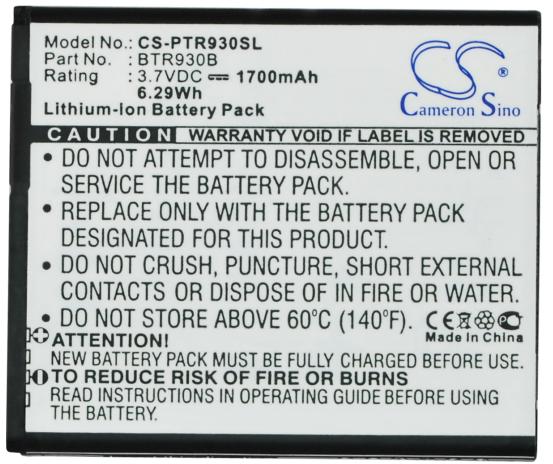 Model No.: CS-PTR930SL
Part No.: BTR930B
Rating : 3.7VDC 1700mAh
6.29Wh
Lithium-Ion Battery Pack
CS
Cameron Sino
CAUTION WARRANTY VOID IF LABEL IS REMOVED
• DO NOT ATTEMPT TO DISASSEMBLE, OPEN OR
SERVICE THE BATTERY PACK.
• REPLACE ONLY WITH THE BATTERY PACK
DESIGNATED FOR THIS PRODUCT.
• DO NOT CRUSH, PUNCTURE, SHORT EXTERNAL
CONTACTS OR DISPOSE OF IN FIRE OR WATER.
• DO NOT STORE ABOVE 60°C (140°F). CE
Made In China
+ ATTENTION!
NEW BATTERY PACK MUST BE FULLY CHARGED BEFORE USE.
- TO REDUCE RISK OF FIRE OR BURNS
READ INSTRUCTIONS IN OPERATING GUIDE BEFORE USE.